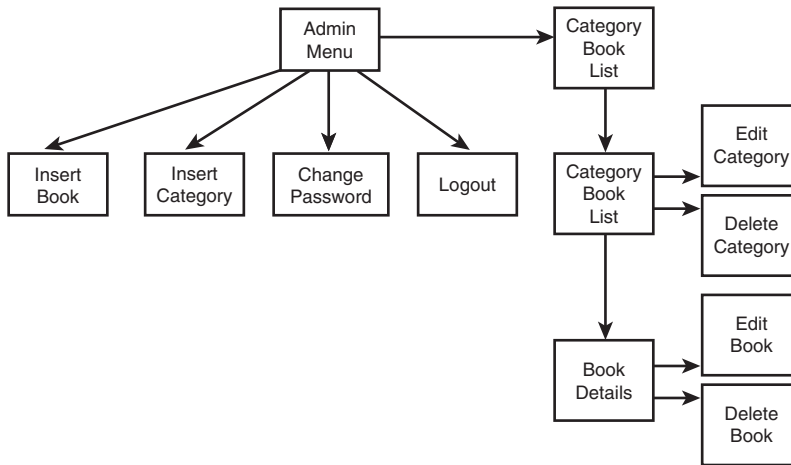 Admin
Menu
Category
Book
List
Insert
Book
Insert
Category
Change
Password
Logout
Category
Book
List
Edit
Category
Delete
Category
Book
Details
Edit
Book
Delete
Book